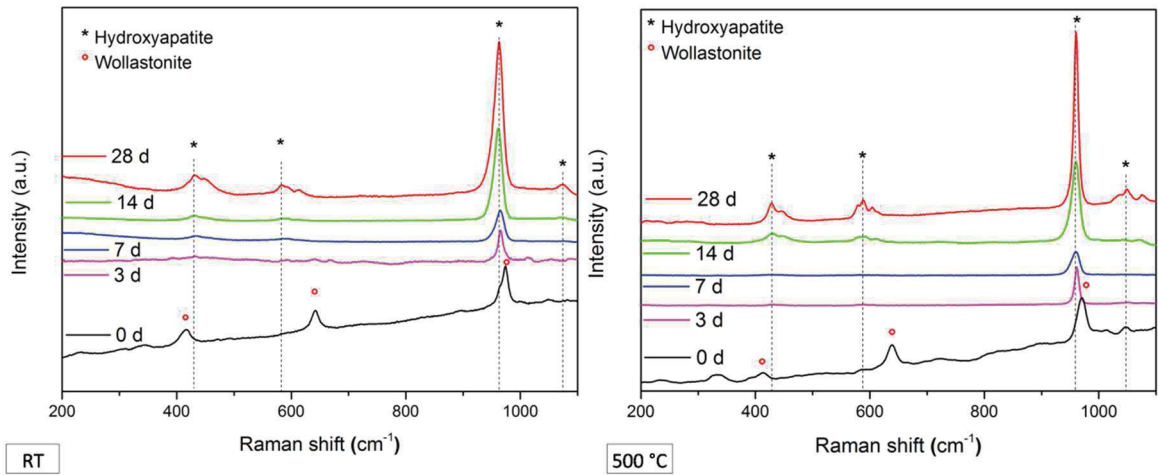 * Hydroxyapatite
° Wollastonite
*
*
*
*
28 d
14 d
7 d
3 d
0 d
Intensity (a.u.)
200
400
600
800
1000
Raman shift (cm⁻¹)
RT
* Hydroxyapatite
° Wollastonite
*
*
*
*
28 d
14 d
7 d
3 d
0 d
Intensity (a.u.)
200
400
600
800
1000
Raman shift (cm⁻¹)
500 °C